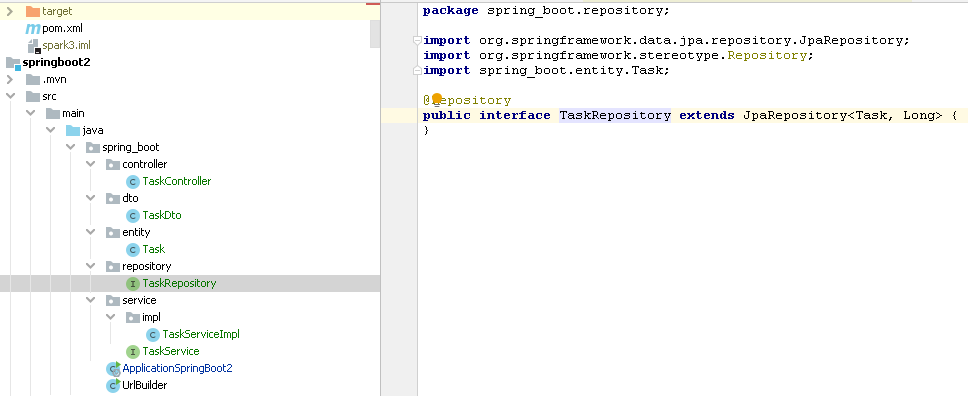 target
pom.xml
spark3.iml
springboot2
.mvn
src
main
java
spring_boot
controller
TaskController
dto
TaskDto
entity
Task
repository
TaskRepository
service
impl
TaskServiceImpl
TaskService
ApplicationSpringBoot2
UrlBuilder
package spring_boot.repository;
import org.springframework.data.jpa.repository.JpaRepository;
import org.springframework.stereotype.Repository;
import spring_boot.entity.Task;
@Repository
public interface TaskRepository extends JpaRepository<Task, Long> {
}